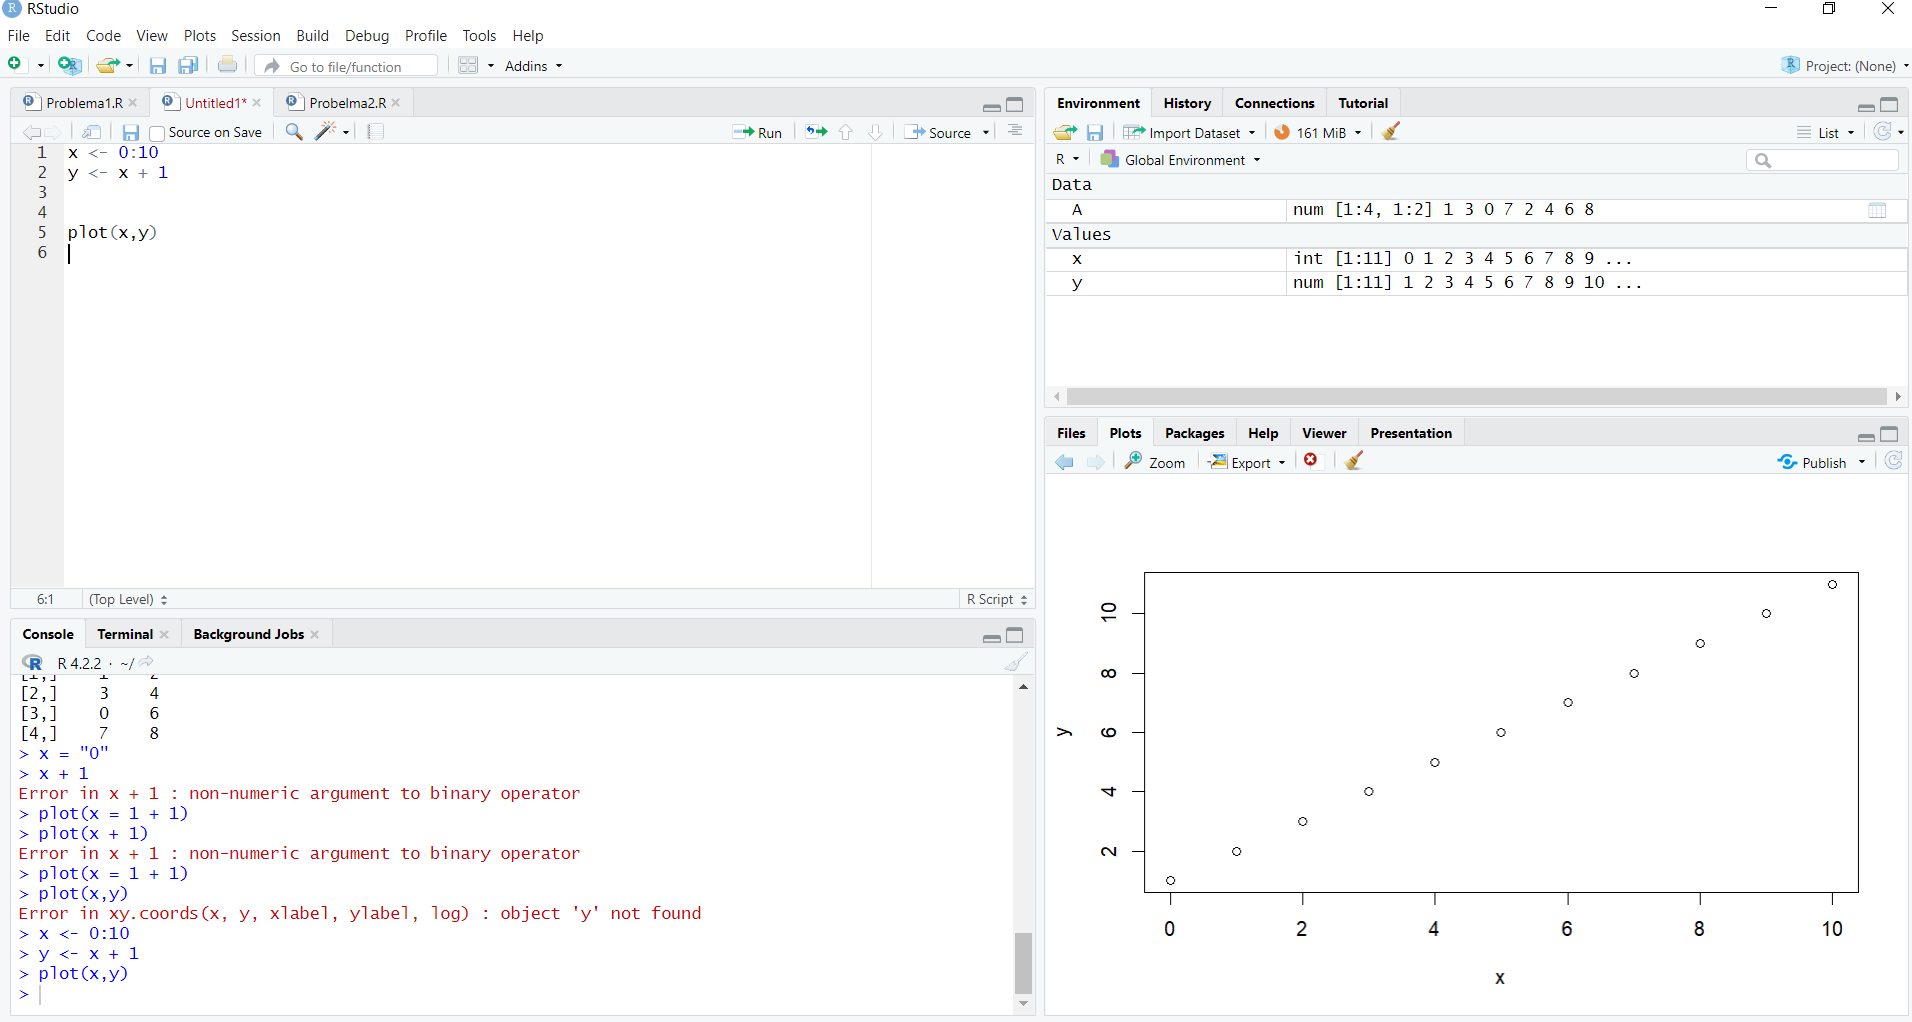 RStudio
File Edit Code View Plots Session Build Debug Profile Tools Help
Go to file/function Addins Project: (None)
Problema1.R Untitled1* Probelma2.R
Source on Save Run Source
1 x <- 0:10
2 y <- x + 1
3
4
5 plot(x,y)
6
6:1 (Top Level) R Script
Console Terminal Background Jobs
R 4.2.2 · ~/
[2,] 3 4
[3,] 0 6
[4,] 7 8
> x = "0"
> x + 1
Error in x + 1 : non-numeric argument to binary operator
> plot(x = 1 + 1)
> plot(x + 1)
Error in x + 1 : non-numeric argument to binary operator
> plot(x = 1 + 1)
> plot(x,y)
Error in xy.coords(x, y, xlabel, ylabel, log) : object 'y' not found
> x <- 0:10
> y <- x + 1
> plot(x,y)
>
Environment History Connections Tutorial
Import Dataset 161 MiB List
R Global Environment
Data
A num [1:4, 1:2] 1 3 0 7 2 4 6 8
Values
x int [1:11] 0 1 2 3 4 5 6 7 8 9 ...
y num [1:11] 1 2 3 4 5 6 7 8 9 10 ...
Files Plots Packages Help Viewer Presentation
Zoom Export Publish
10
8
6
4
2
y
0 2 4 6 8 10
x